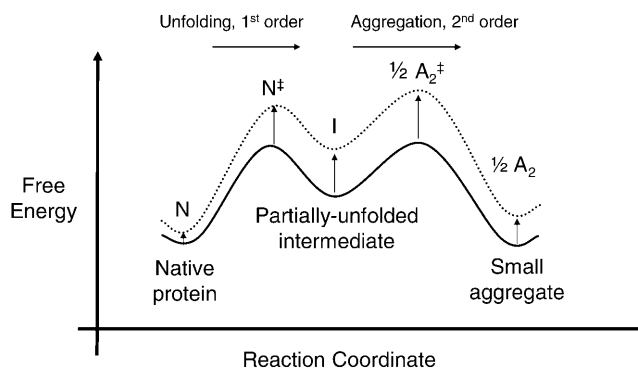 Unfolding, 1st order
Aggregation, 2nd order
N‡
½ A2‡
I
½ A2
N
Free
Energy
Partially-unfolded
intermediate
Native
protein
Small
aggregate
Reaction Coordinate